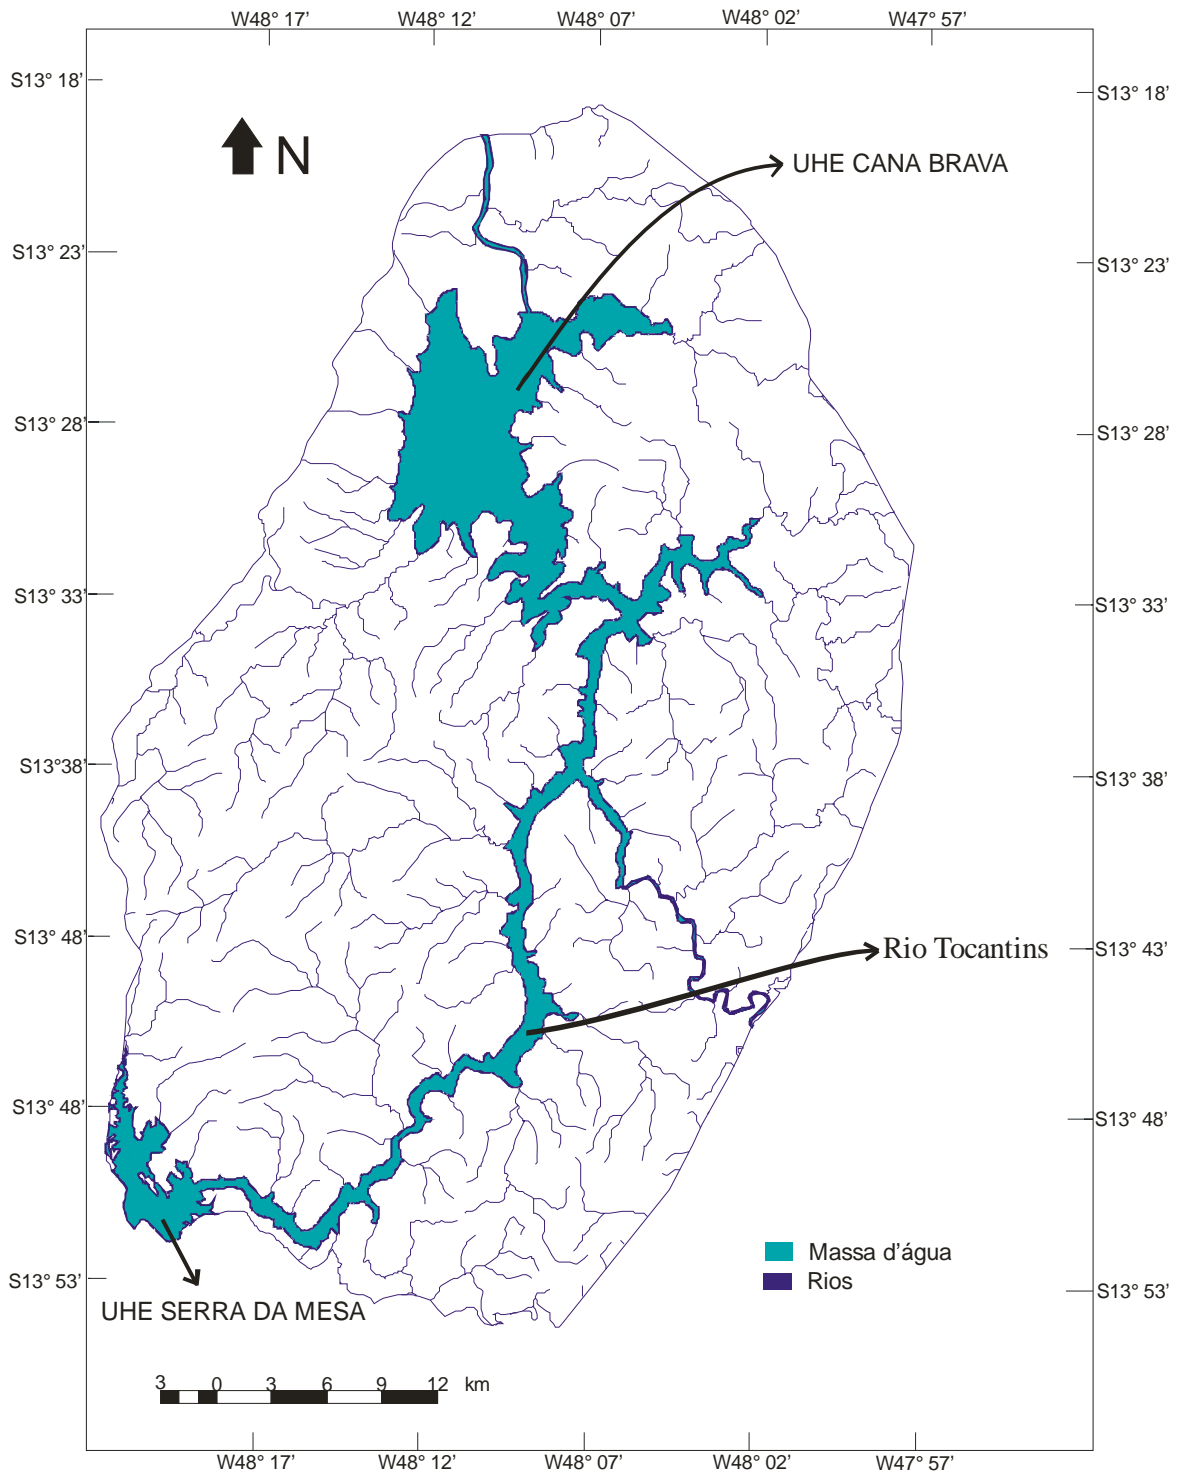 W48° 17' W48° 12' W48° 07' W48° 02' W47° 57'
S13° 18' S13° 18'
N
UHE CANA BRAVA
S13° 23' S13° 23'
S13° 28' S13° 28'
S13° 33' S13° 33'
S13°38' S13° 38'
S13° 48' S13° 43'
Rio Tocantins
S13° 48' S13° 48'
Massa d'água
Rios
S13° 53' S13° 53'
UHE SERRA DA MESA
3 0 3 6 9 12 km
W48° 17' W48° 12' W48° 07' W48° 02' W47° 57'